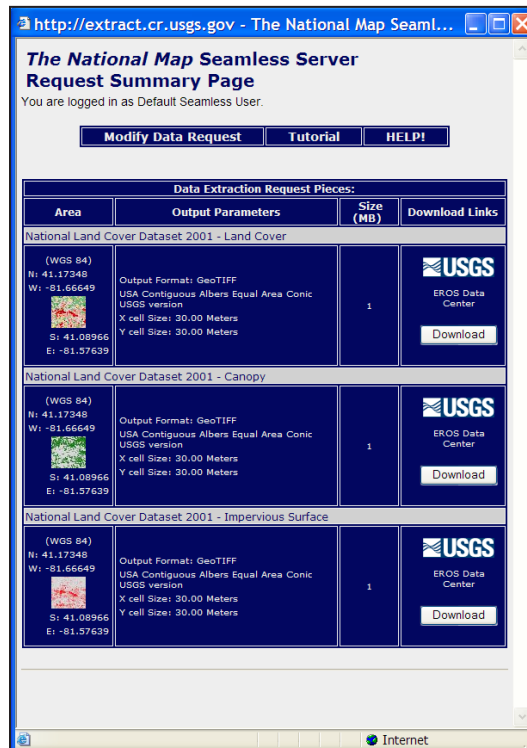 http://extract.cr.usgs.gov - The National Map Seaml...
The National Map Seamless Server
Request Summary Page
You are logged in as Default Seamless User.
Modify Data Request Tutorial HELP!
Data Extraction Request Pieces:
Area Output Parameters Size (MB) Download Links
National Land Cover Dataset 2001 - Land Cover
(WGS 84)
N: 41.17348
W: -81.66649
S: 41.08966
E: -81.57639
Output Format: GeoTIFF
USA Contiguous Albers Equal Area Conic
USGS version
X cell Size: 30.00 Meters
Y cell Size: 30.00 Meters
1
USGS
EROS Data
Center
Download
National Land Cover Dataset 2001 - Canopy
(WGS 84)
N: 41.17348
W: -81.66649
S: 41.08966
E: -81.57639
Output Format: GeoTIFF
USA Contiguous Albers Equal Area Conic
USGS version
X cell Size: 30.00 Meters
Y cell Size: 30.00 Meters
1
USGS
EROS Data
Center
Download
National Land Cover Dataset 2001 - Impervious Surface
(WGS 84)
N: 41.17348
W: -81.66649
S: 41.08966
E: -81.57639
Output Format: GeoTIFF
USA Contiguous Albers Equal Area Conic
USGS version
X cell Size: 30.00 Meters
Y cell Size: 30.00 Meters
1
USGS
EROS Data
Center
Download
Internet